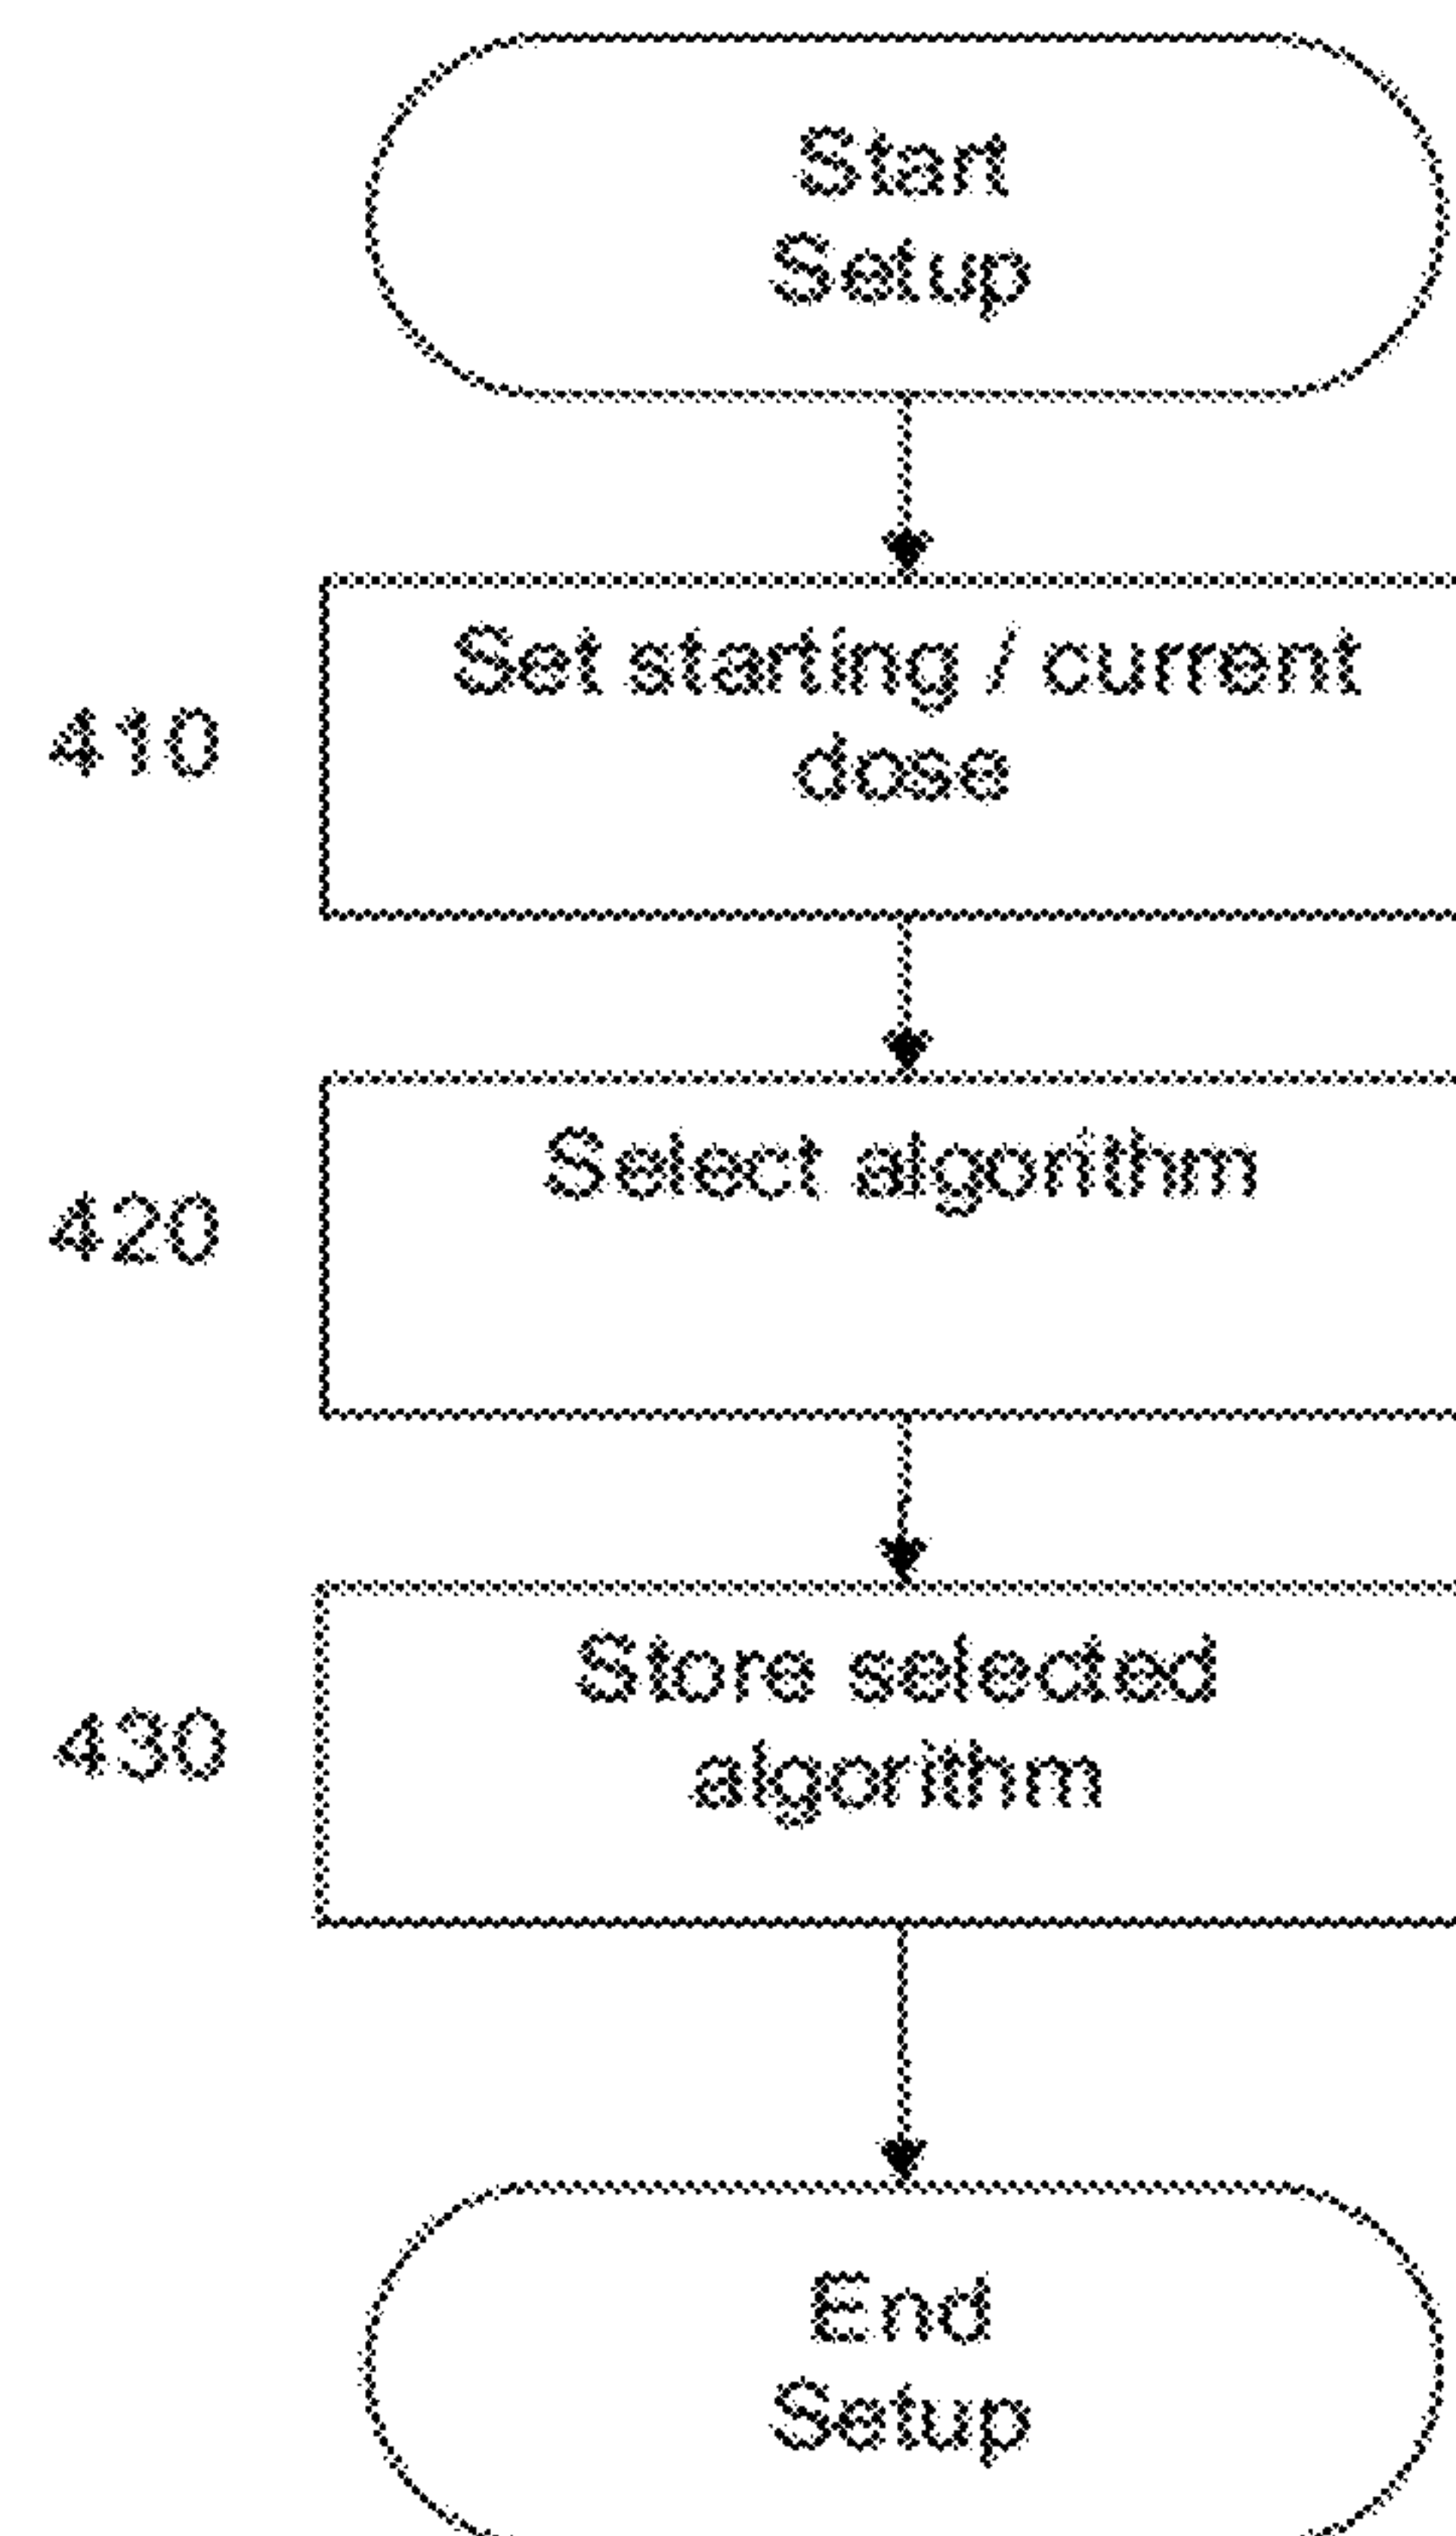 Start
Setup
410
Set starting / current
dose
420
Select algorithm
430
Store selected
algorithm
End
Setup